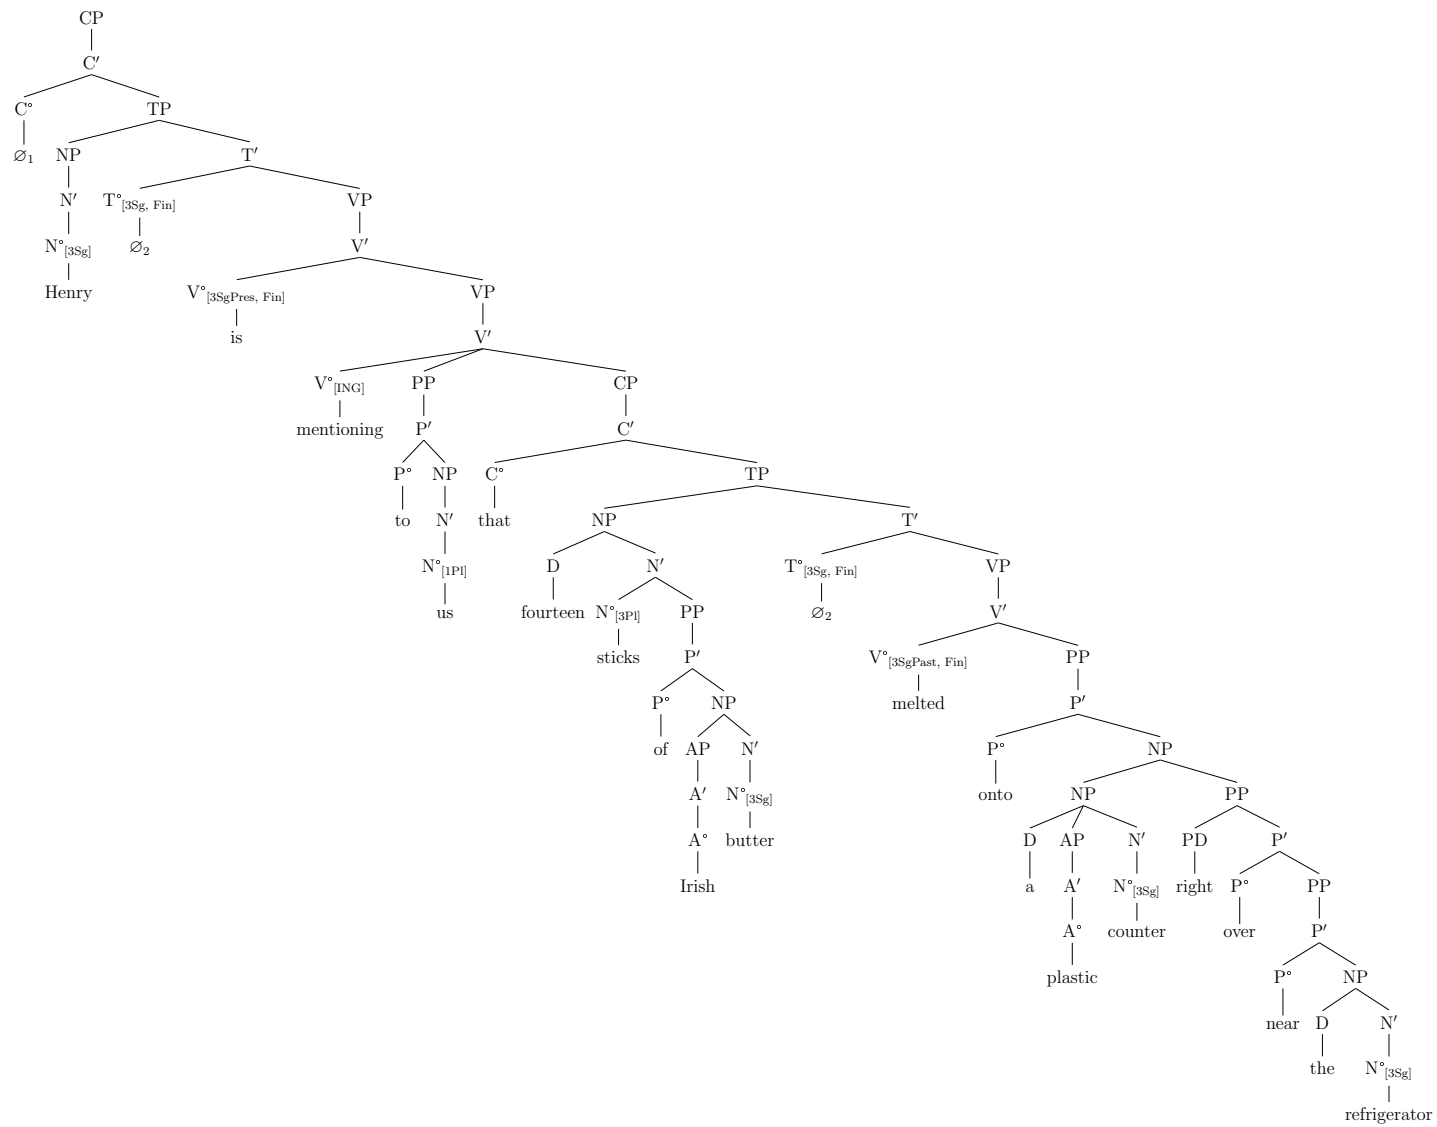 CP
C′
C° TP
∅1 NP T′
N′ T°[3Sg, Fin] VP
N°[3Sg] ∅2 V′
Henry V°[3SgPres, Fin] VP
is V′
V°[ING] PP CP
mentioning P′ C′
P° NP C° TP
to N′ that NP T′
N°[1Pl] D N′ T°[3Sg, Fin] VP
us fourteen N°[3Pl] PP ∅2 V′
sticks P′ V°[3SgPast, Fin] PP
P° NP melted P′
of AP N′ P° NP
A′ N°[3Sg] onto NP PP
A° butter D AP N′ PD P′
Irish a A′ N°[3Sg] right P° PP
A° counter over P′
plastic P° NP
near D N′
the N°[3Sg]
refrigerator